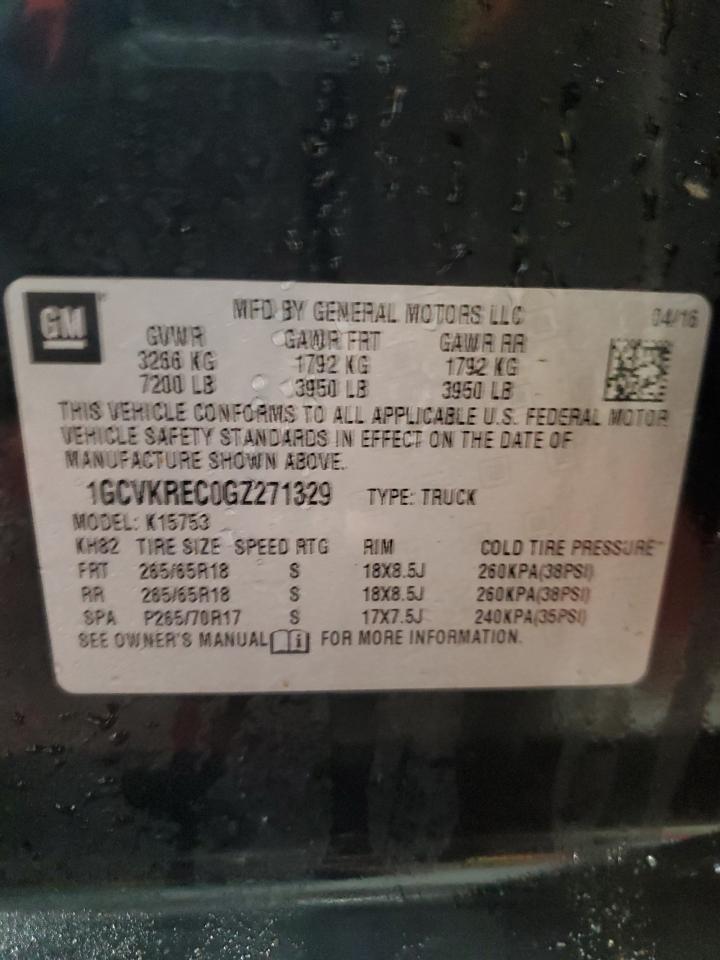 GM MFD BY GENERAL MOTORS LLC 04/16
GVWR GAWR FRT GAWR RR
3266 KG 1792 KG 1792 KG
7200 LB 3950 LB 3950 LB
THIS VEHICLE CONFORMS TO ALL APPLICABLE U.S. FEDERAL MOTOR
VEHICLE SAFETY STANDARDS IN EFFECT ON THE DATE OF
MANUFACTURE SHOWN ABOVE.
1GCVKREC0GZ271329 TYPE: TRUCK
MODEL: K15753
KH82 TIRE SIZE SPEED RTG RIM COLD TIRE PRESSURE
FRT 265/65R18 S 18X8.5J 260KPA(38PSI)
RR 265/65R18 S 18X8.5J 260KPA(38PSI)
SPA P265/70R17 S 17X7.5J 240KPA(35PSI)
SEE OWNER'S MANUAL FOR MORE INFORMATION.